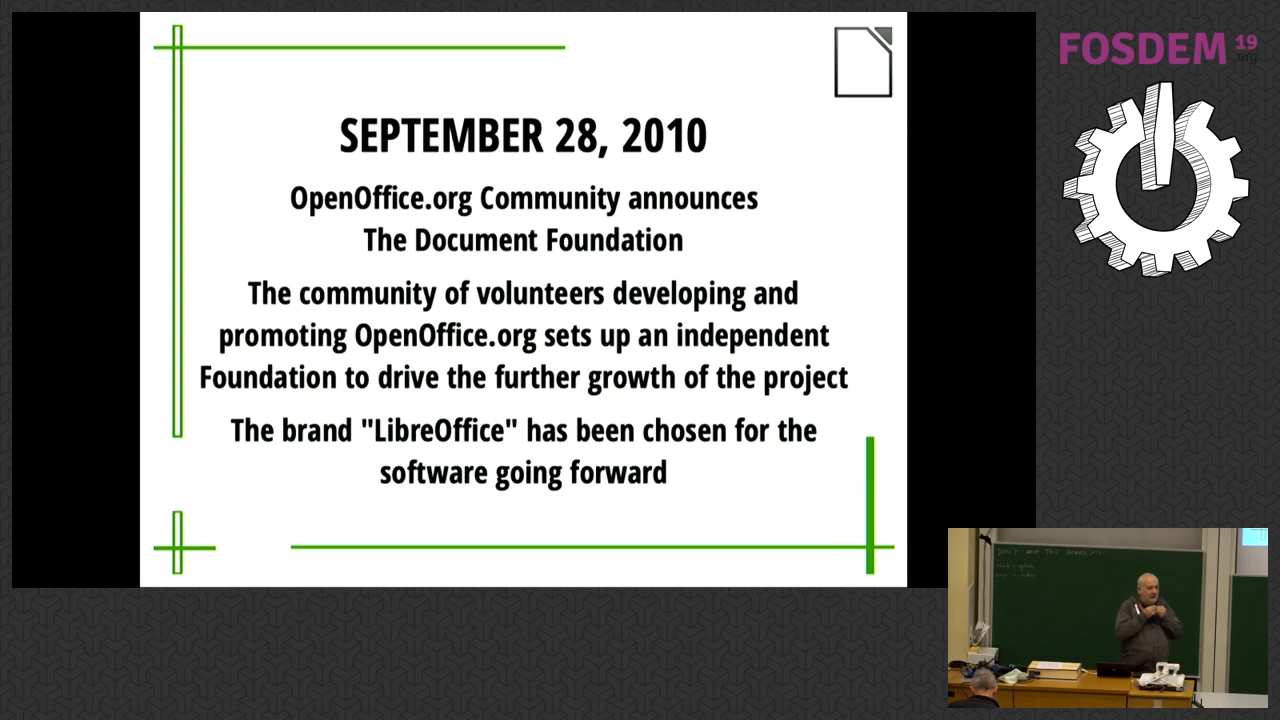 SEPTEMBER 28, 2010
OpenOffice.org Community announces
The Document Foundation
The community of volunteers developing and
promoting OpenOffice.org sets up an independent
Foundation to drive the further growth of the project
The brand "LibreOffice" has been chosen for the
software going forward
FOSDEM 19
.org
DON'T